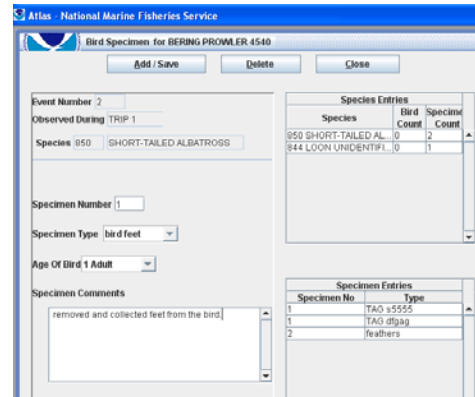 Atlas - National Marine Fisheries Service
Bird Specimen for BERING PROWLER 4540
Add / Save Delete Close
Event Number 2
Observed During TRIP 1
Species 850 SHORT-TAILED ALBATROSS
Specimen Number 1
Specimen Type bird feet
Age Of Bird 1 Adult
Specimen Comments
removed and collected feet from the bird.
Species Entries
Species Bird Count Specime Count
850 SHORT-TAILED AL... 0 2
844 LOON UNIDENTIFI... 0 1
Specimen Entries
Specimen No Type
1 TAG s5555
1 TAG dfgag
2 feathers